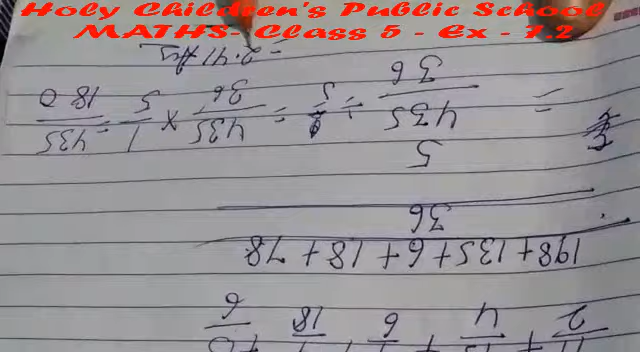 Holy Children's Public School
MATHS- Class 5 - Ex - 7.2
2 4 6 18 6
198+135+6+18+78
36
5
= 435/36 ÷ 5 = 435/36 × 1/5 = 435/180
= 2.41 Ans